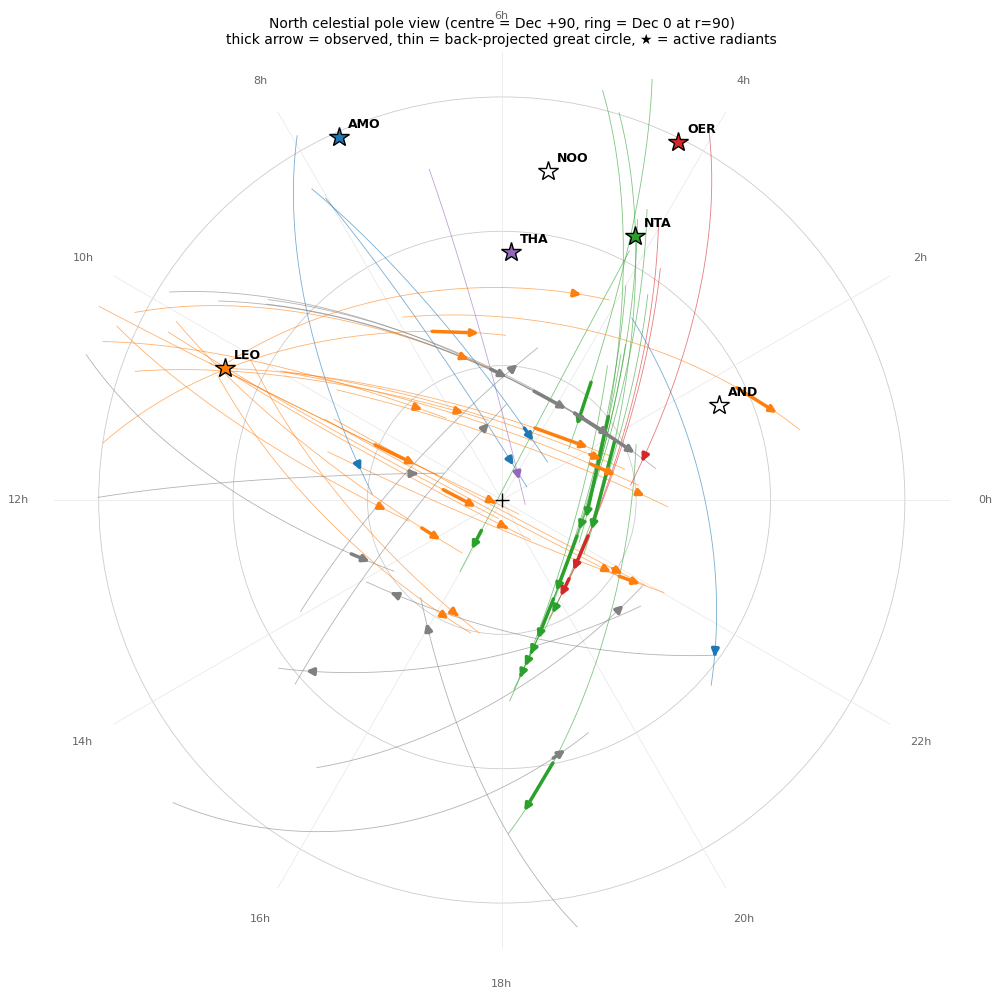 6h
North celestial pole view (centre = Dec +90, ring = Dec 0 at r=90)
thick arrow = observed, thin = back-projected great circle, ★ = active radiants
8h
4h
AMO
OER
NOO
NTA
THA
10h
2h
LEO
AND
12h
0h
14h
22h
16h
20h
18h